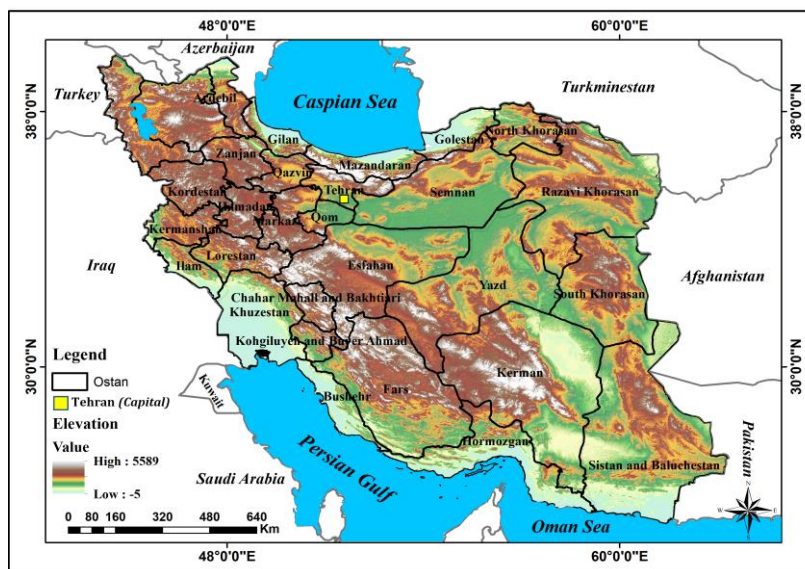 48°0'0"E
60°0'0"E
Azerbaijan
Turkey
Ardebil
Caspian Sea
Turkminestan
38°0'0"N
38°0'0"N
Gilan
Golestan
North Khorasan
Zanjan
Mazandaran
Qazvin
Tehran
Semnan
Razavi Khorasan
Kordestan
Hamadan
Markazi
Qom
Kermanshah
Lorestan
Esfahan
Iraq
Ilam
Yazd
Afghanistan
South Khorasan
Chahar Mahall and Bakhtiari
Khuzestan
Kohgiluyeh and Buyer Ahmad
Legend
Ostan
Tehran (Capital)
Elevation
Value
High : 5589
Low : -5
30°0'0"N
30°0'0"N
Kuwait
Kerman
Fars
Bushehr
Hormozgan
Persian Gulf
Saudi Arabia
Sistan and Baluchestan
Pakistan
Oman Sea
0 80 160 320 480 640
Km
N
W
E
S
48°0'0"E
60°0'0"E